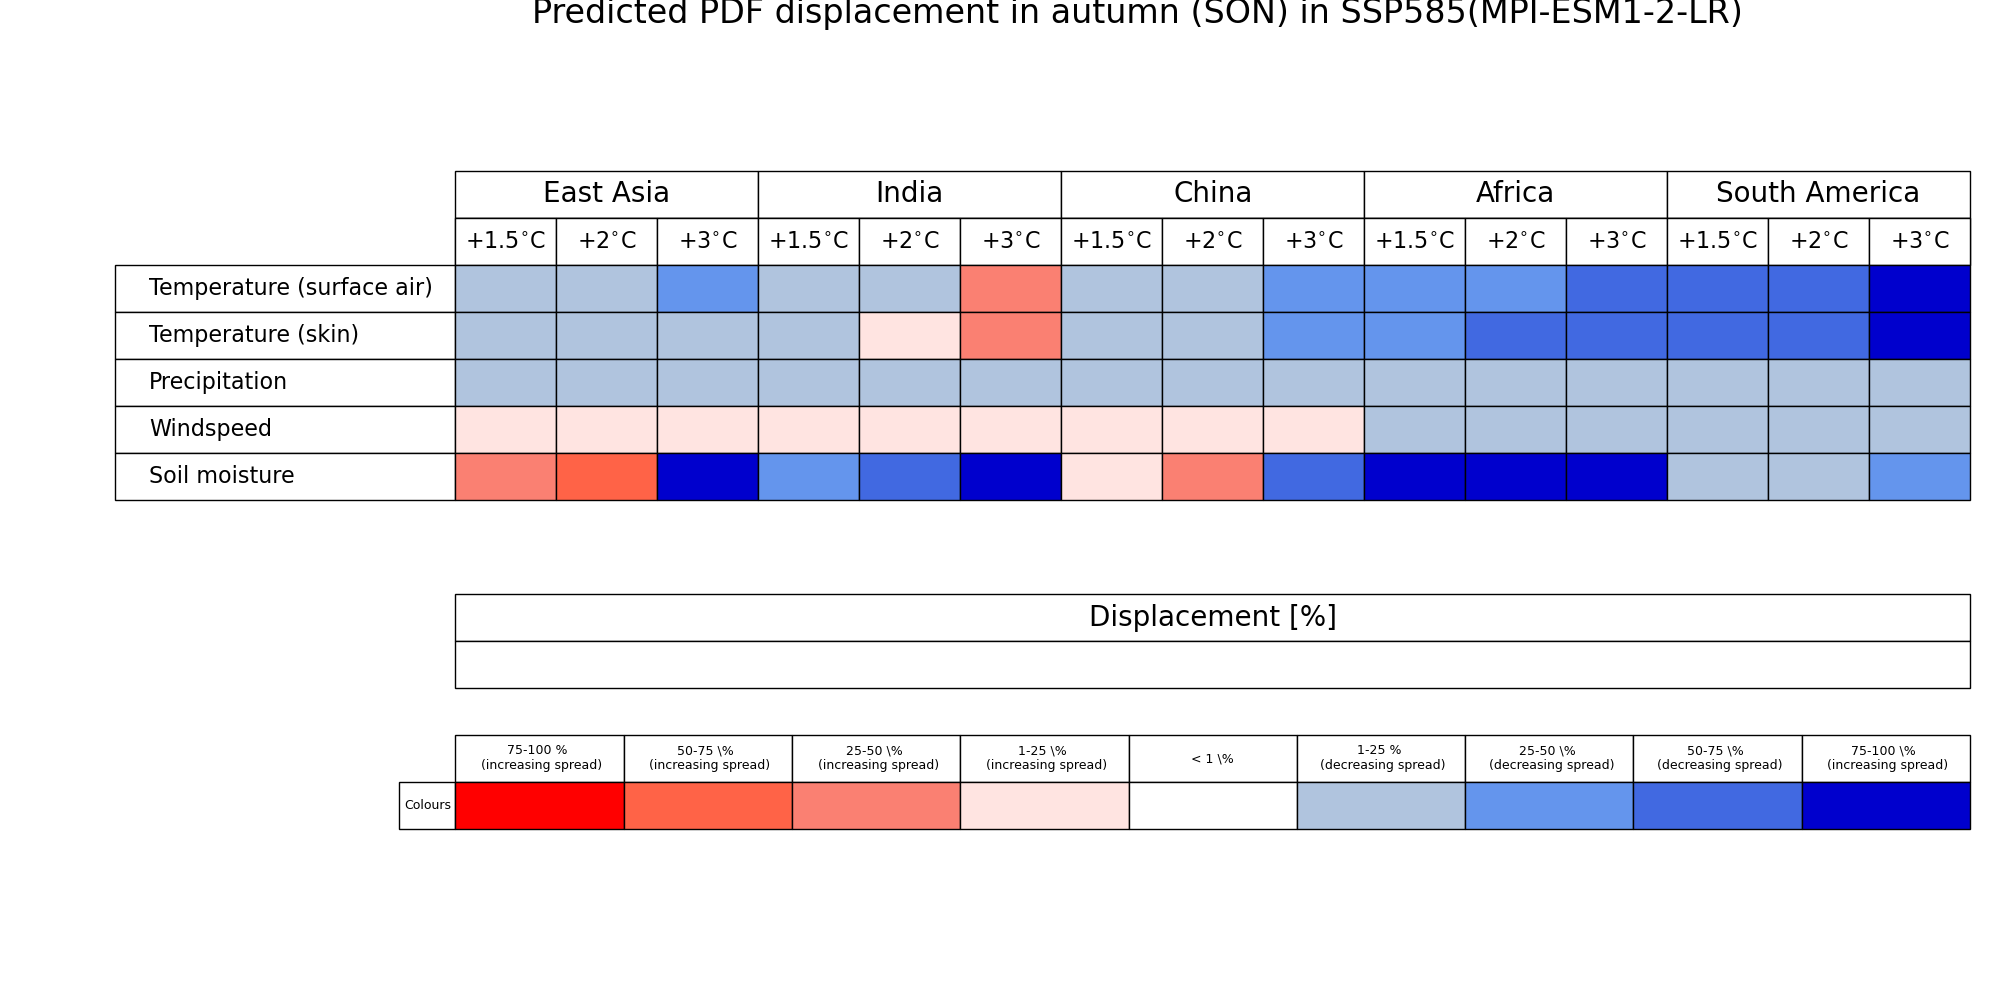 Predicted PDF displacement in autumn (SON) in SSP585(MPI-ESM1-2-LR)
East Asia India China Africa South America
+1.5°C +2°C +3°C +1.5°C +2°C +3°C +1.5°C +2°C +3°C +1.5°C +2°C +3°C +1.5°C +2°C +3°C
Temperature (surface air)
Temperature (skin)
Precipitation
Windspeed
Soil moisture
Displacement [%]
75-100 % 50-75 \% 25-50 \% 1-25 \% < 1 \% 1-25 % 25-50 \% 50-75 \% 75-100 \%
(increasing spread) (increasing spread) (increasing spread) (increasing spread) (decreasing spread) (decreasing spread) (decreasing spread) (increasing spread)
Colours